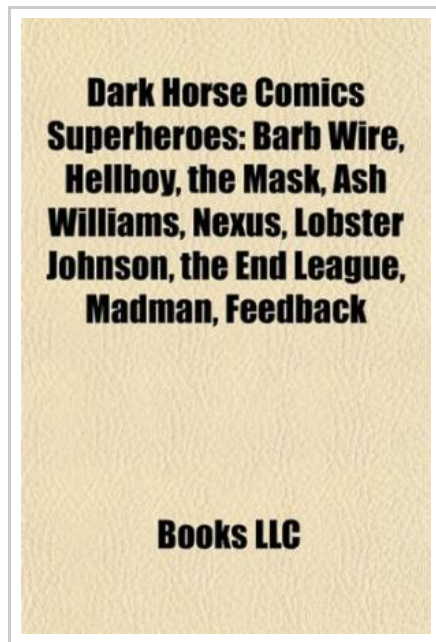 Dark Horse Comics
Superheroes: Barb Wire,
Hellboy, the Mask, Ash
Williams, Nexus, Lobster
Johnson, the End League,
Madman, Feedback
Books LLC